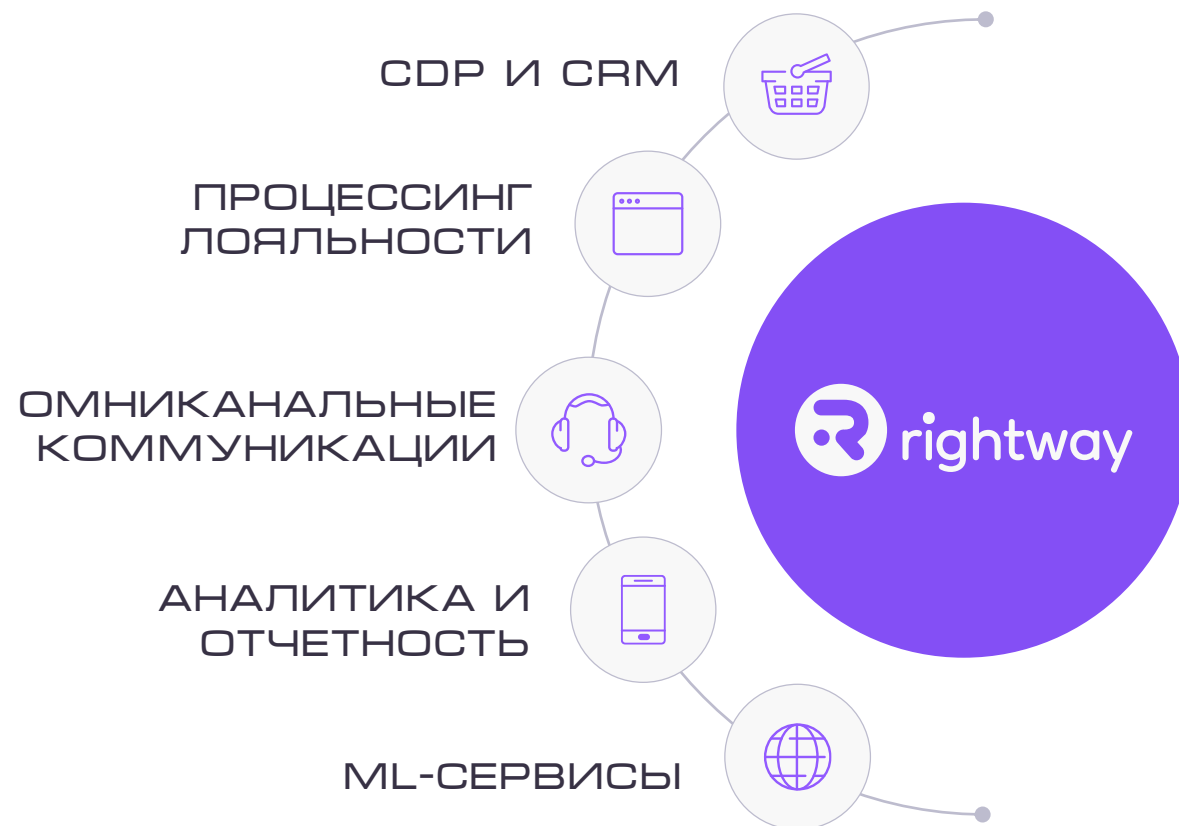 CDP И CRM
ПРОЦЕССИНГ
ЛОЯЛЬНОСТИ
ОМНИКАНАЛЬНЫЕ
КОММУНИКАЦИИ
rightway
АНАЛИТИКА И
ОТЧЕТНОСТЬ
ML-СЕРВИСЫ